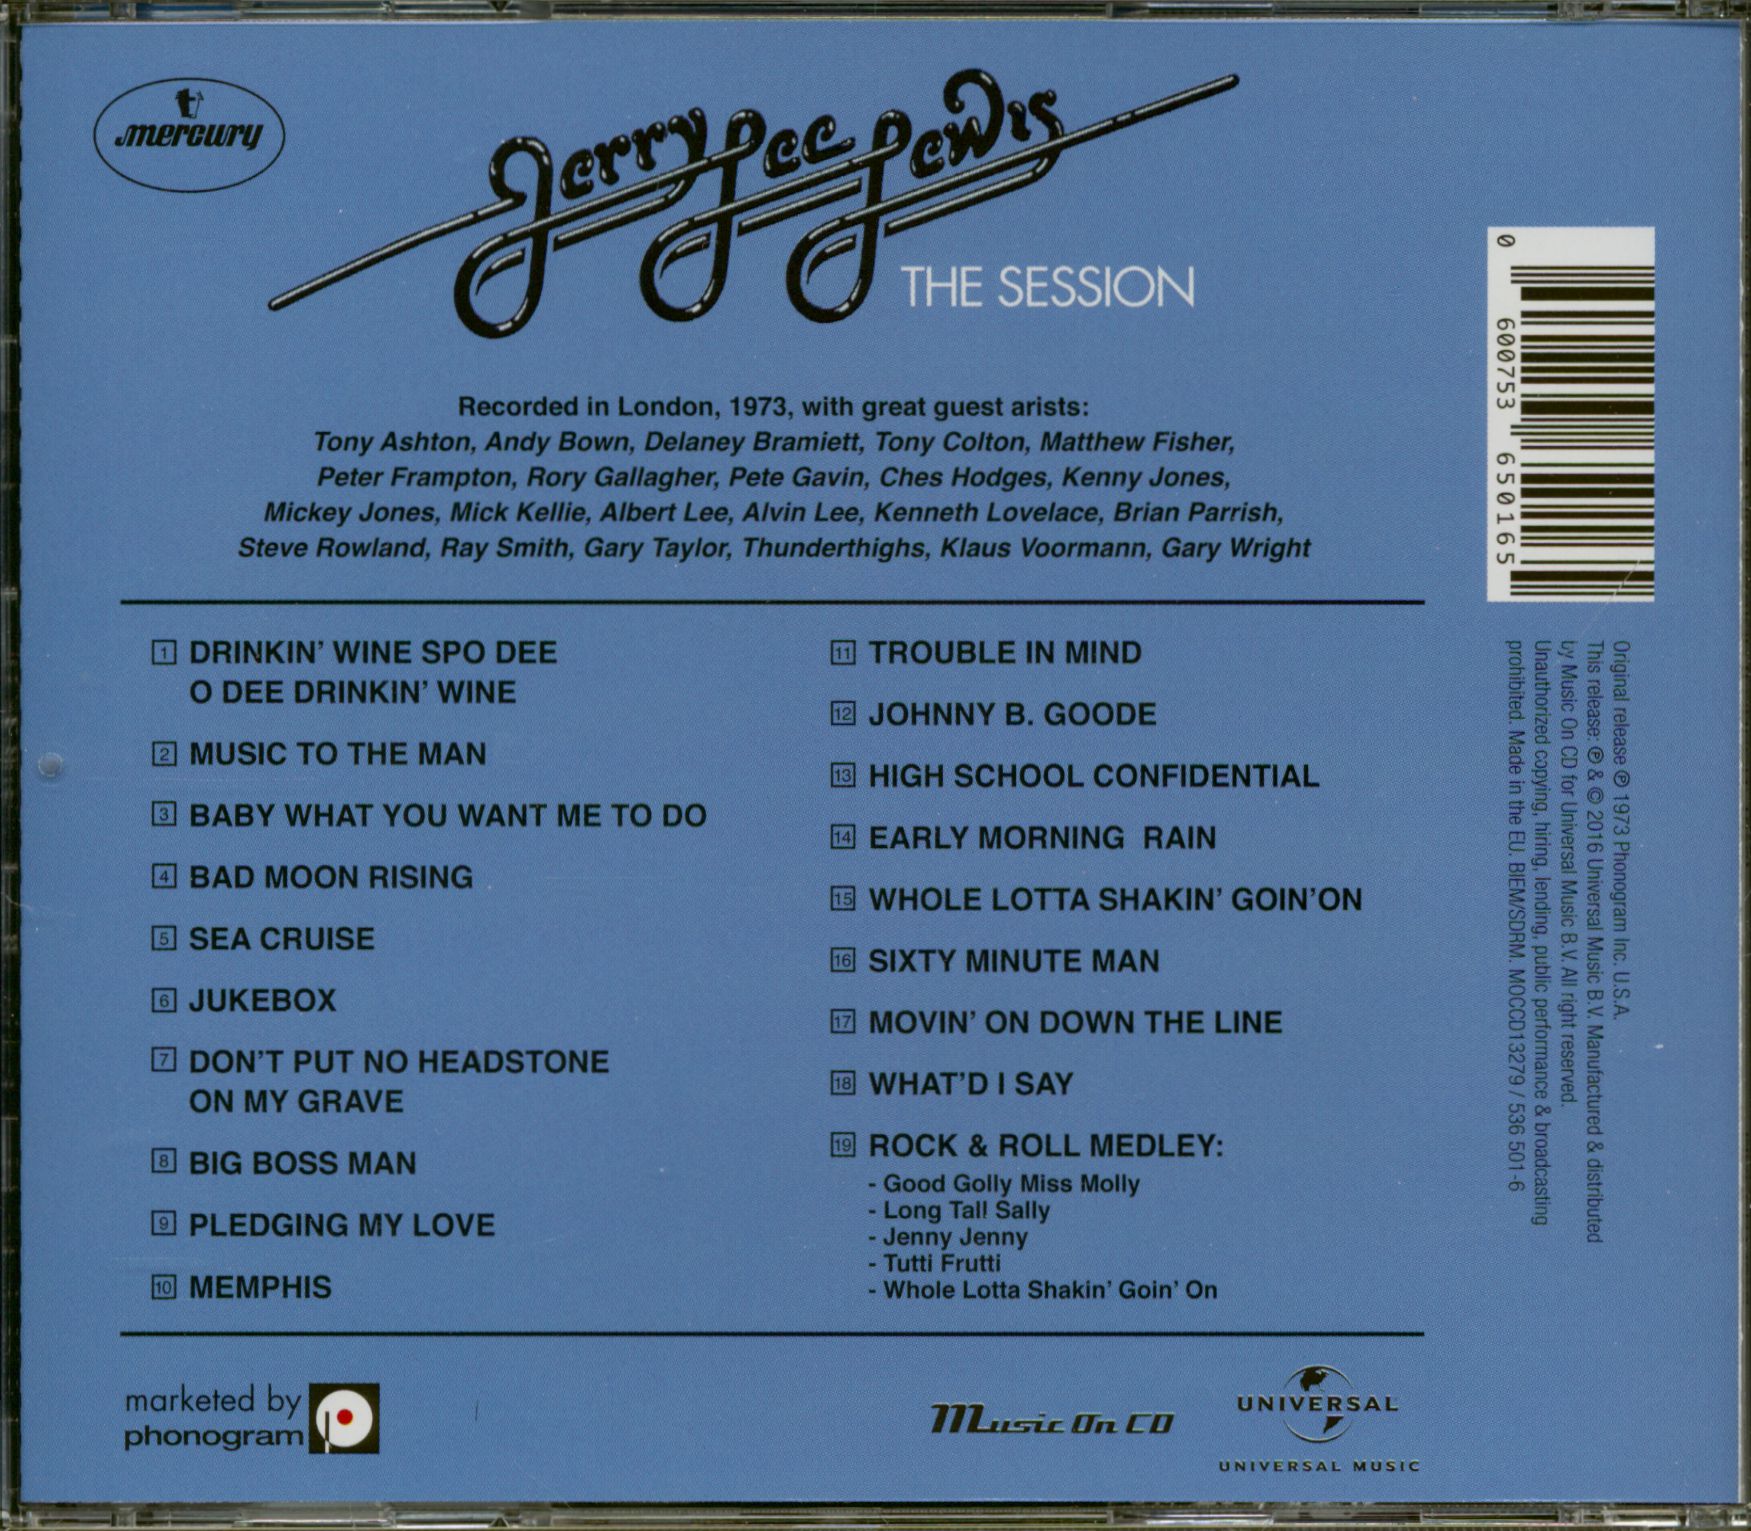 mercury
Jerry Lee Lewis
THE SESSION
Recorded in London, 1973, with great guest arists:
Tony Ashton, Andy Bown, Delaney Bramiett, Tony Colton, Matthew Fisher,
Peter Frampton, Rory Gallagher, Pete Gavin, Ches Hodges, Kenny Jones,
Mickey Jones, Mick Kellie, Albert Lee, Alvin Lee, Kenneth Lovelace, Brian Parrish,
Steve Rowland, Ray Smith, Gary Taylor, Thunderthighs, Klaus Voormann, Gary Wright
1 DRINKIN' WINE SPO DEE
O DEE DRINKIN' WINE
2 MUSIC TO THE MAN
3 BABY WHAT YOU WANT ME TO DO
4 BAD MOON RISING
5 SEA CRUISE
6 JUKEBOX
7 DON'T PUT NO HEADSTONE
ON MY GRAVE
8 BIG BOSS MAN
9 PLEDGING MY LOVE
10 MEMPHIS
11 TROUBLE IN MIND
12 JOHNNY B. GOODE
13 HIGH SCHOOL CONFIDENTIAL
14 EARLY MORNING RAIN
15 WHOLE LOTTA SHAKIN' GOIN'ON
16 SIXTY MINUTE MAN
17 MOVIN' ON DOWN THE LINE
18 WHAT'D I SAY
19 ROCK & ROLL MEDLEY:
- Good Golly Miss Molly
- Long Tall Sally
- Jenny Jenny
- Tutti Frutti
- Whole Lotta Shakin' Goin' On
0 600753 650165
Original release ℗ 1973 Phonogram Inc. U.S.A.
This release: ℗ & © 2016 Universal Music B.V. Manufactured & distributed
by Music On CD for Universal Music B.V. All right reserved.
Unauthorized copying, hiring, lending, public performance & broadcasting
prohibited. Made in the EU. BIEM/SDRM. MOCCD13279 / 536 501-6
marketed by
phonogram
Music On CD
UNIVERSAL
UNIVERSAL MUSIC